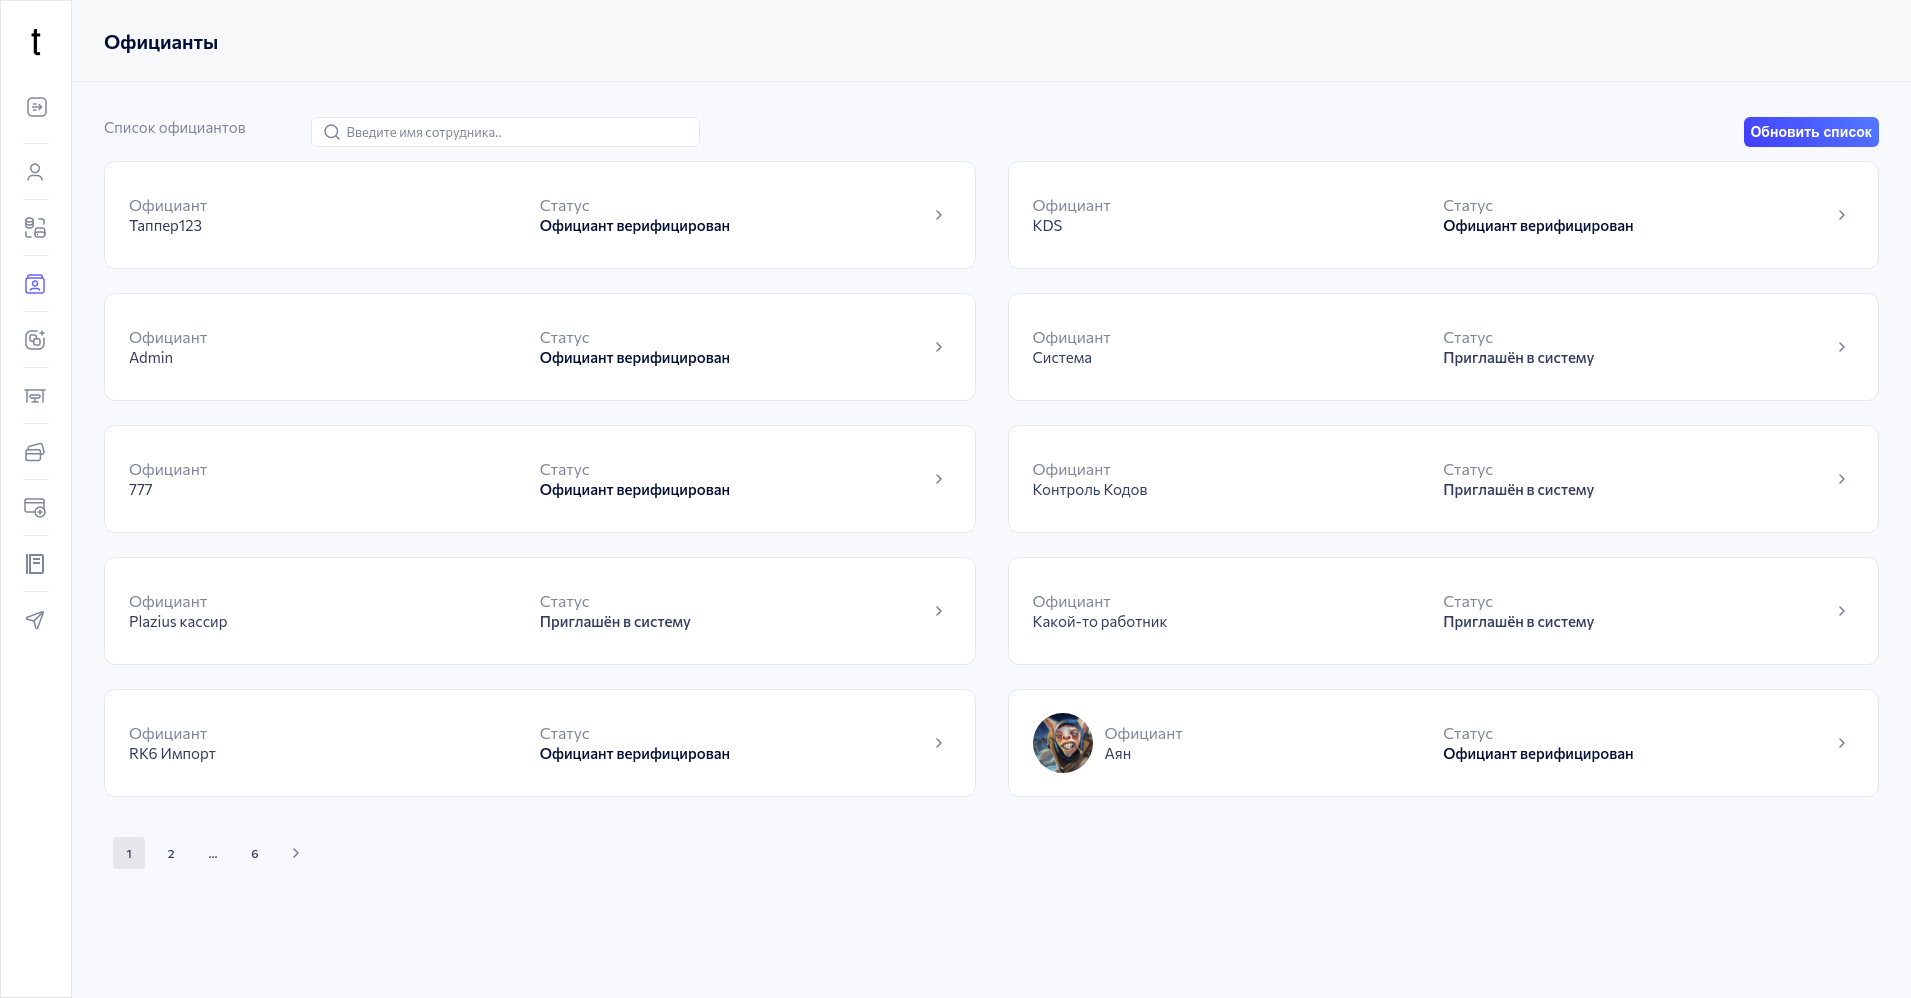 t
Официанты
Список официантов
Введите имя сотрудника..
Обновить список
Официант
Таппер123
Статус
Официант верифицирован
Официант
KDS
Статус
Официант верифицирован
Официант
Admin
Статус
Официант верифицирован
Официант
Система
Статус
Приглашён в систему
Официант
777
Статус
Официант верифицирован
Официант
Контроль Кодов
Статус
Приглашён в систему
Официант
Plazius кассир
Статус
Приглашён в систему
Официант
Какой-то работник
Статус
Приглашён в систему
Официант
RK6 Импорт
Статус
Официант верифицирован
Официант
Аян
Статус
Официант верифицирован
1 2 ... 6